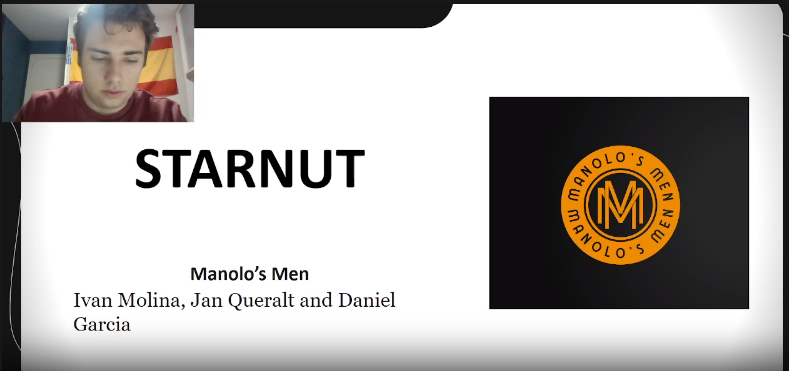 STARNUT
Manolo's Men
Ivan Molina, Jan Queralt and Daniel
Garcia
MANOLO'S MEN
MM
MANOLO'S MEN